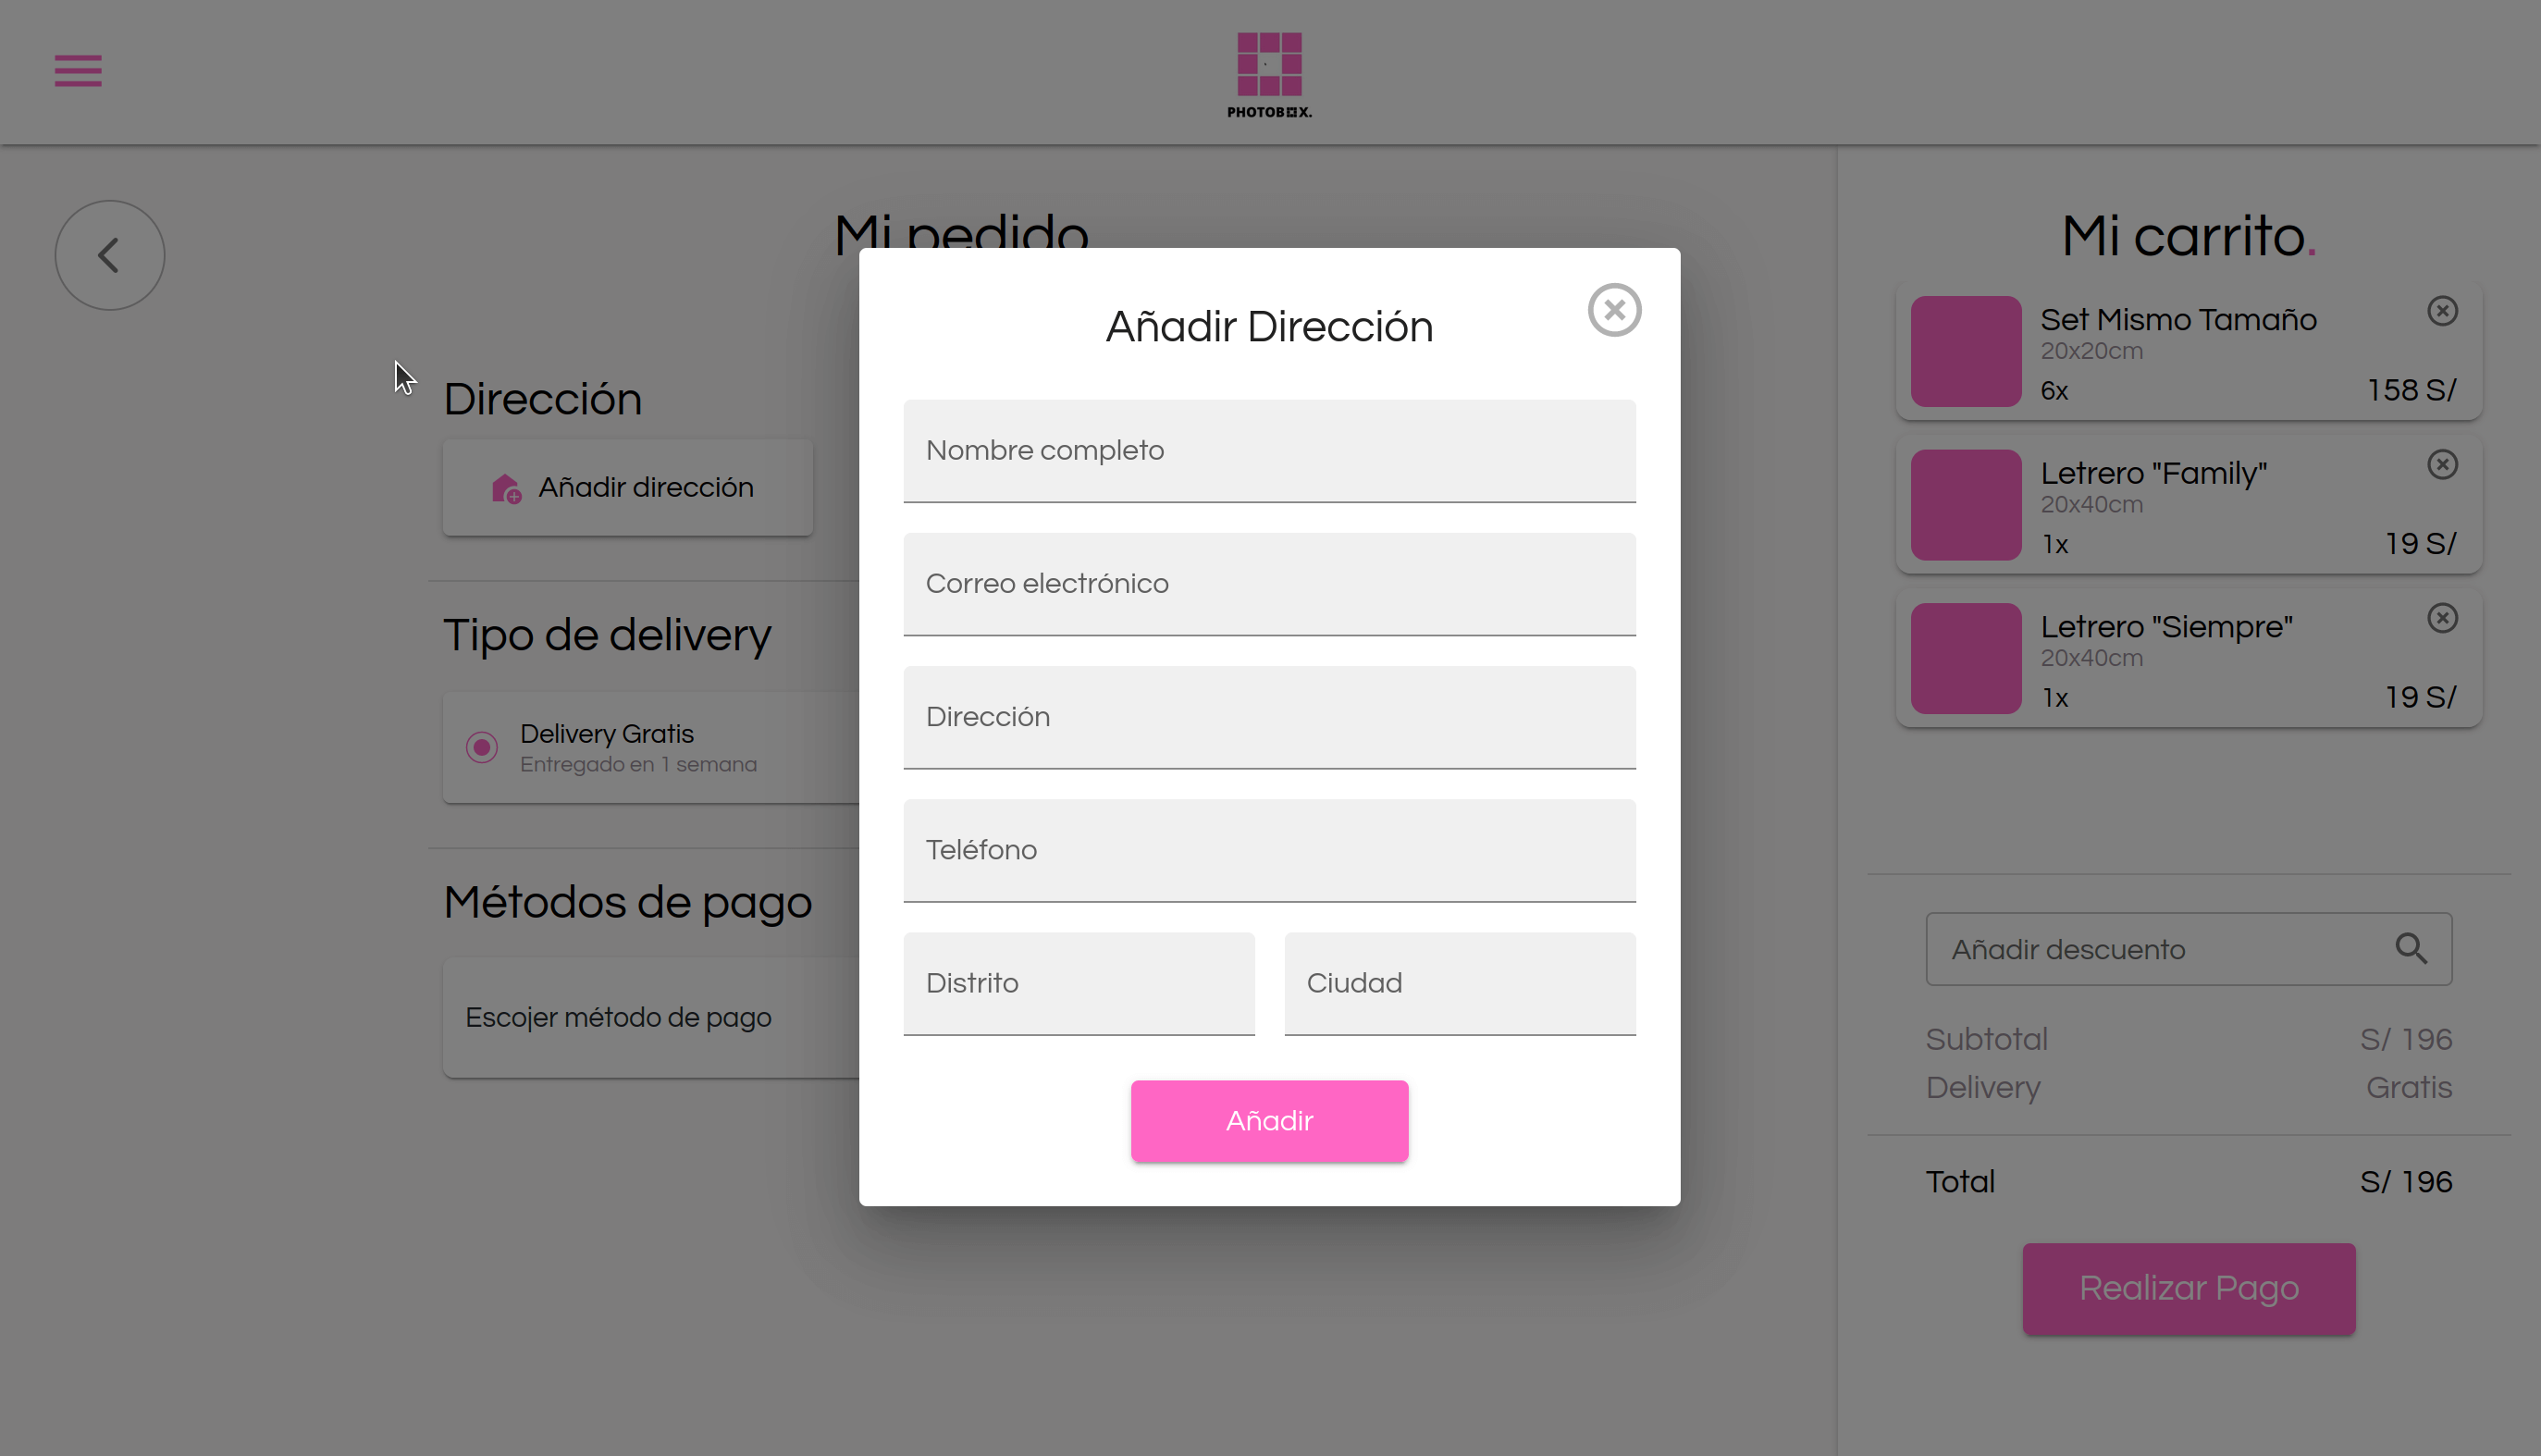 PHOTOBOX.
Mi pedido
Dirección
Añadir dirección
Tipo de delivery
Delivery Gratis
Entregado en 1 semana
Métodos de pago
Escojer método de pago
Añadir Dirección
Nombre completo
Correo electrónico
Dirección
Teléfono
Distrito
Ciudad
Añadir
Mi carrito.
Set Mismo Tamaño
20x20cm
6x
158 S/
Letrero "Family"
20x40cm
1x
19 S/
Letrero "Siempre"
20x40cm
1x
19 S/
Añadir descuento
Subtotal
S/ 196
Delivery
Gratis
Total
S/ 196
Realizar Pago